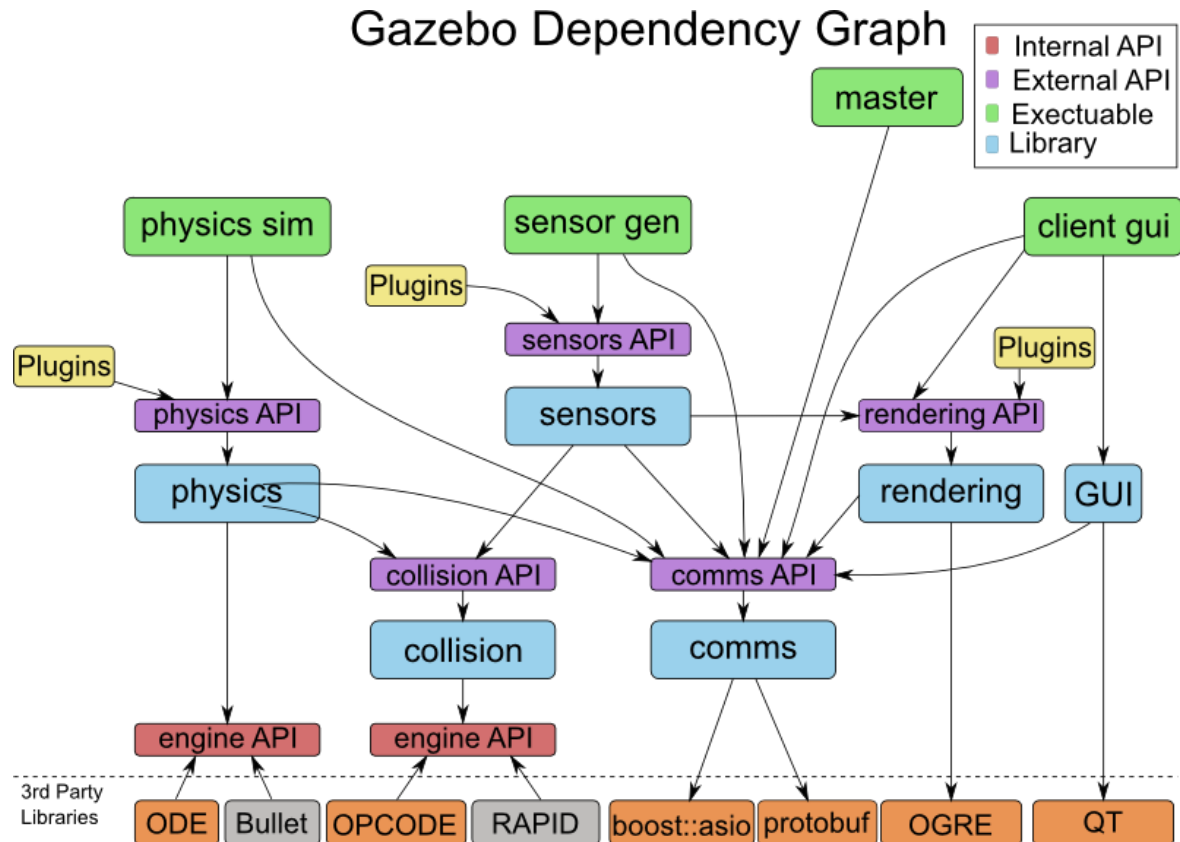 Gazebo Dependency Graph
Internal API
External API
Exectuable
Library
master
physics sim
sensor gen
client gui
Plugins
sensors API
Plugins
Plugins
physics API
sensors
rendering API
physics
rendering
GUI
collision API
comms API
collision
comms
engine API
engine API
3rd Party
Libraries
ODE
Bullet
OPCODE
RAPID
boost::asio
protobuf
OGRE
QT